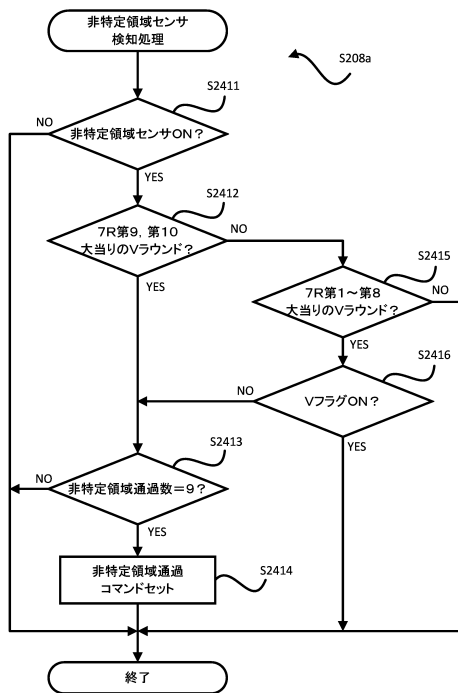 非特定領域センサ
検知処理
S208a
S2411
非特定領域センサON？
NO
YES
S2412
7R第9，第10
大当りのVラウンド？
NO
YES
S2415
7R第1～第8
大当りのVラウンド？
NO
YES
S2416
VフラグON？
NO
YES
S2413
非特定領域通過数＝9？
NO
YES
S2414
非特定領域通過
コマンドセット
終了